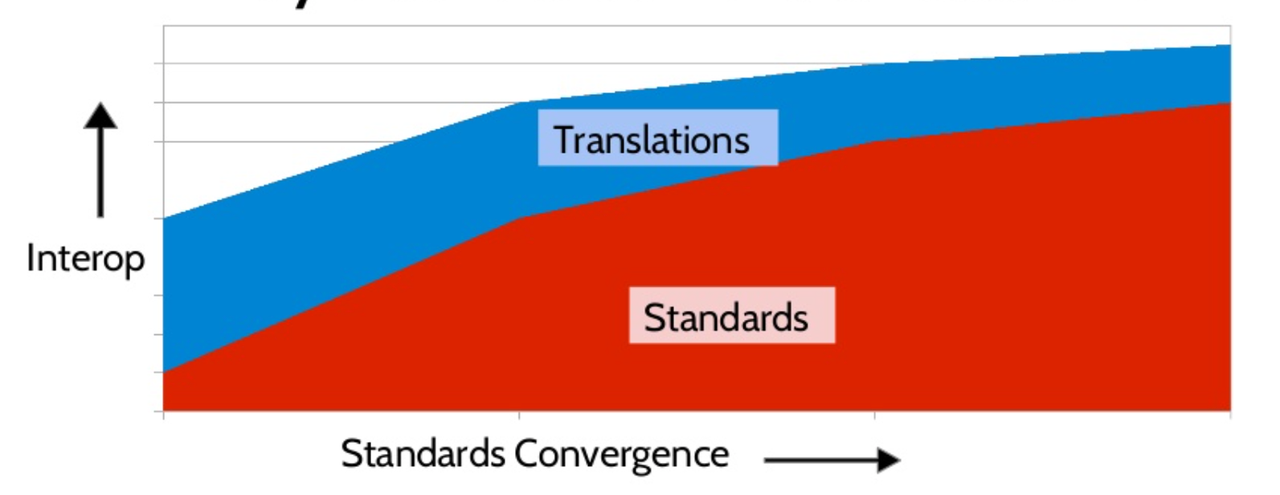 Translations
Interop
Standards
Standards Convergence